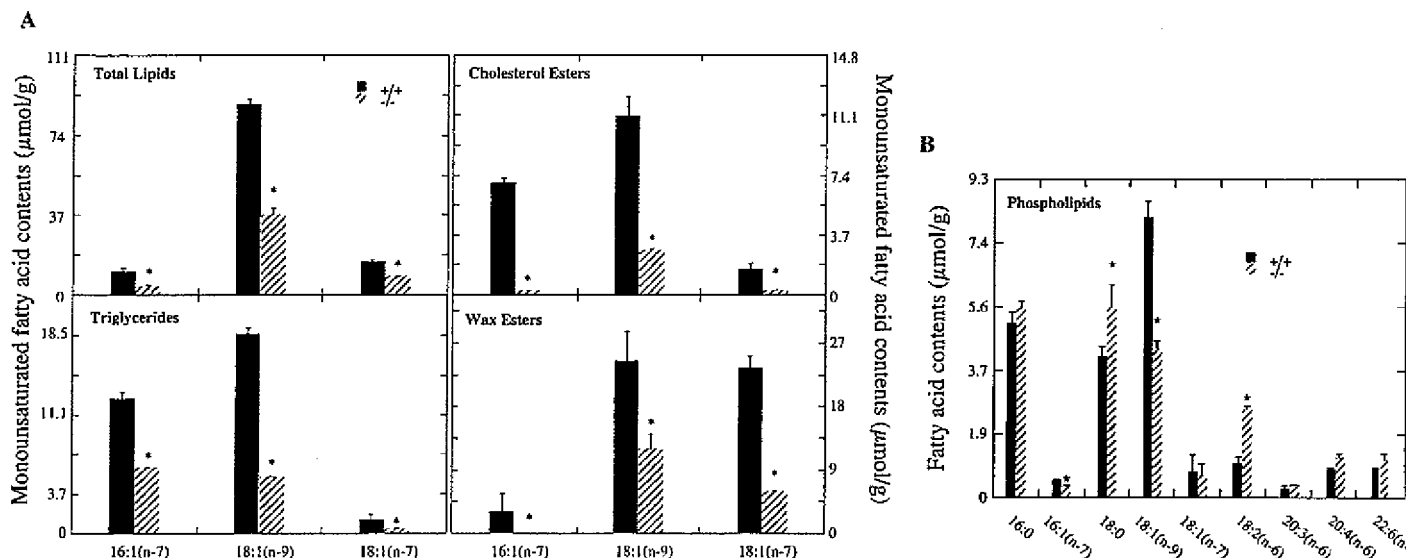 A
Monounsaturated fatty acid contents (μmol/g)
111
74
37
0
Total Lipids
+/+
-/-
Cholesterol Esters
14.8
11.1
7.4
3.7
0
Triglycerides
18.5
11.1
3.7
0
Wax Esters
27
18
9
0
Monounsaturated fatty acid contents (μmol/g)
16:1(n-7) 18:1(n-9) 18:1(n-7) 16:1(n-7) 18:1(n-9) 18:1(n-7)
B
Fatty acid contents (μmol/g)
9.3
7.4
5.6
3.7
1.9
0
Phospholipids
+/+
-/-
16:0
16:1(n-7)
18:0
18:1(n-9)
18:1(n-7)
18:2(n-6)
20:3(n-6)
20:4(n-6)